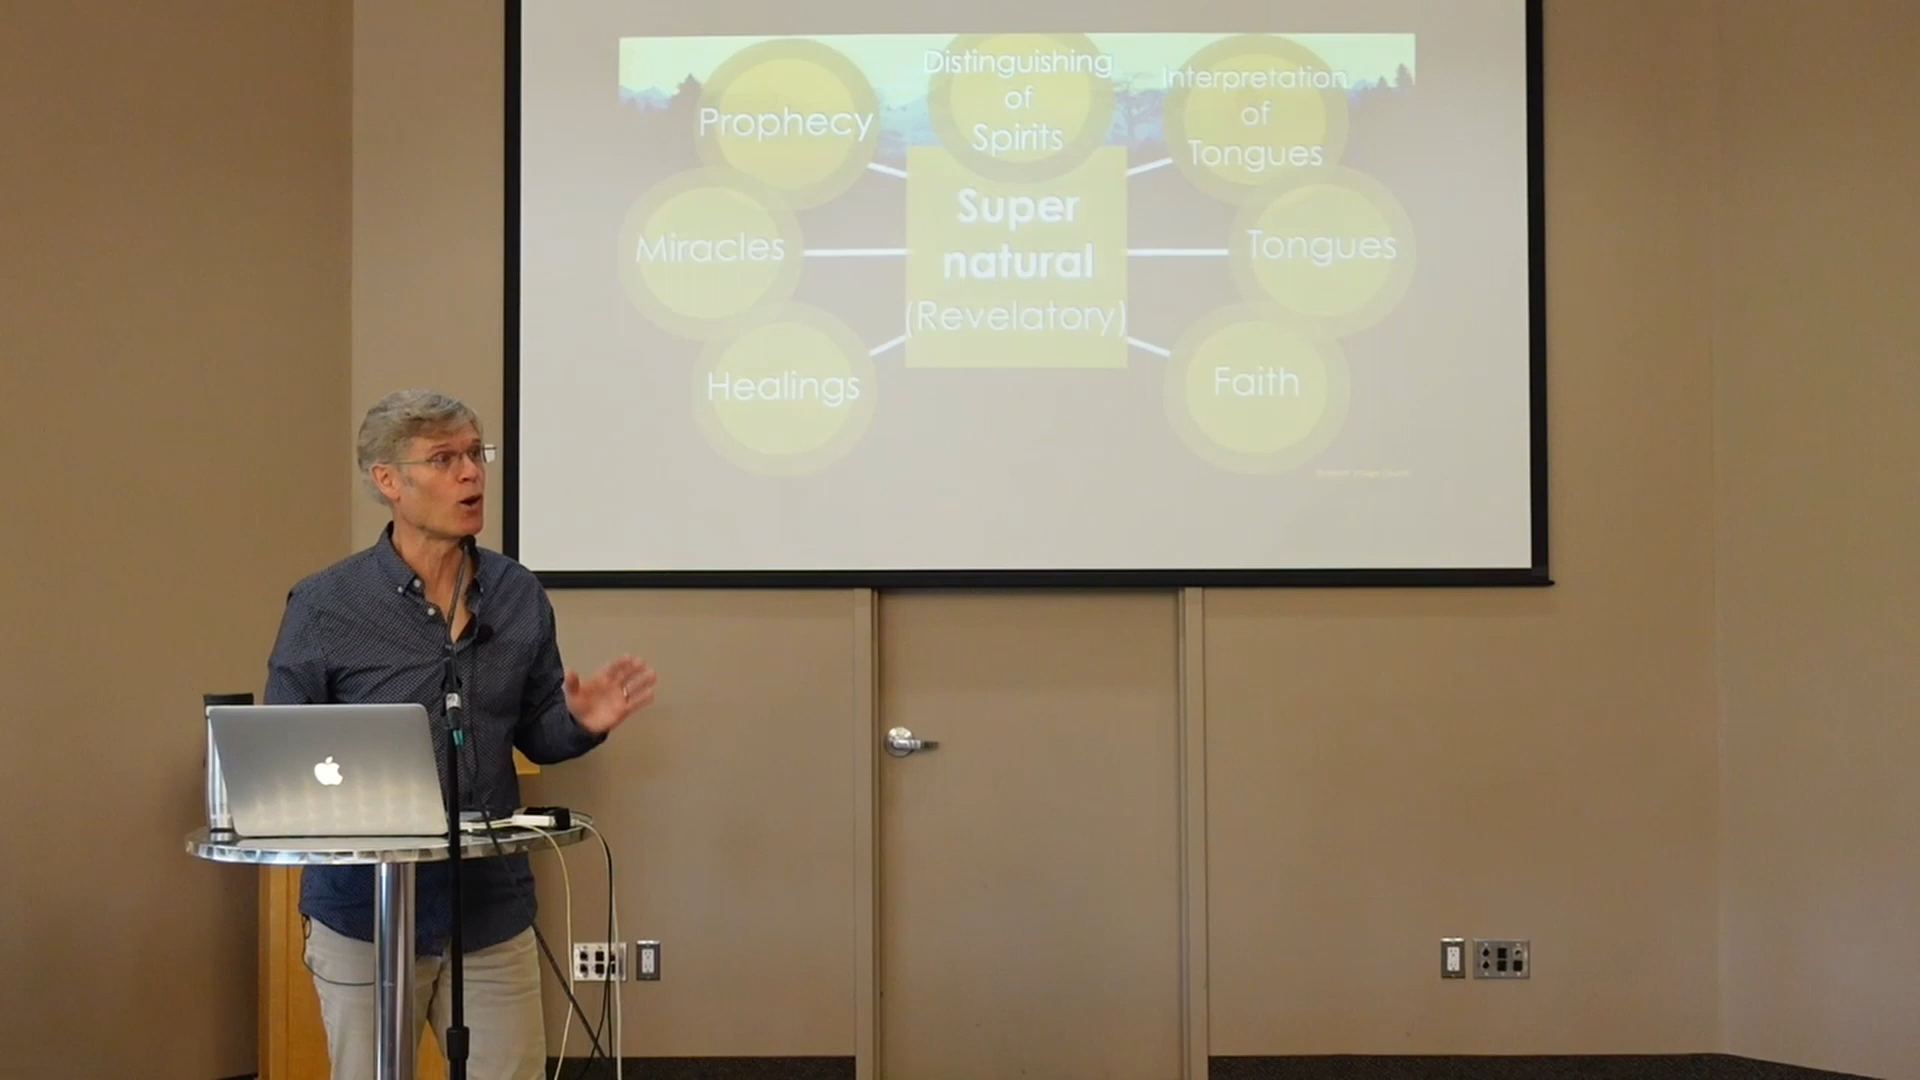 Distinguishing
of
Spirits
Prophecy
Interpretation
of
Tongues
Miracles
Super
natural
(Revelatory)
Tongues
Healings
Faith